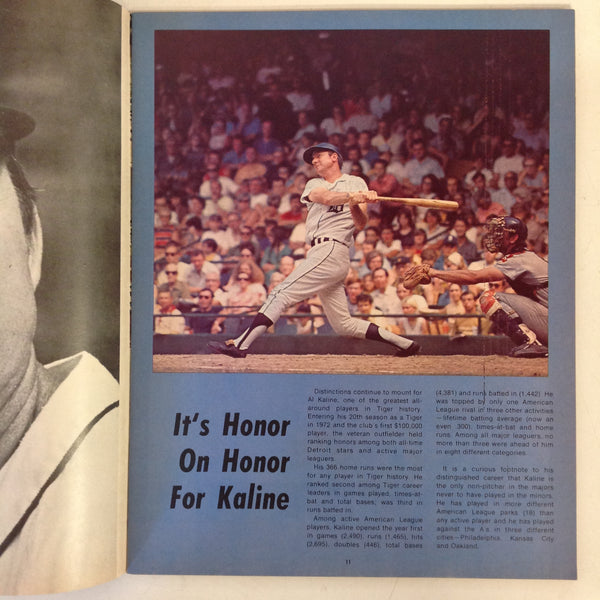 It's Honor
On Honor
For Kaline
Distinctions continue to mount for
Al Kaline, one of the greatest all-
around players in Tiger history.
Entering his 20th season as a Tiger
in 1972 and the club's first $100,000
player, the veteran outfielder held
ranking honors among both all-time
Detroit stars and active major
leaguers.
His 366 home runs were the most
for any player in Tiger history. He
ranked second among Tiger career
leaders in games played, times-at-
bat and total bases; was third in
runs batted in.
Among active American League
players, Kaline opened the year first
in games (2,490), runs (1,465), hits
(2,695), doubles (446), total bases
(4,381) and runs batted in (1,442). He
was topped by only one American
League rival in three other activities
—lifetime batting average (now an
even .300), times-at-bat and home
runs. Among all major leaguers, no
more than three were ahead of him
in eight different categories.
It is a curious footnote to his
distinguished career that Kaline is
the only non-pitcher in the majors
never to have played in the minors.
He has played in more different
American League parks (18) than
any active player and he has played
against the A's in three different
cities—Philadelphia, Kansas City
and Oakland.
11